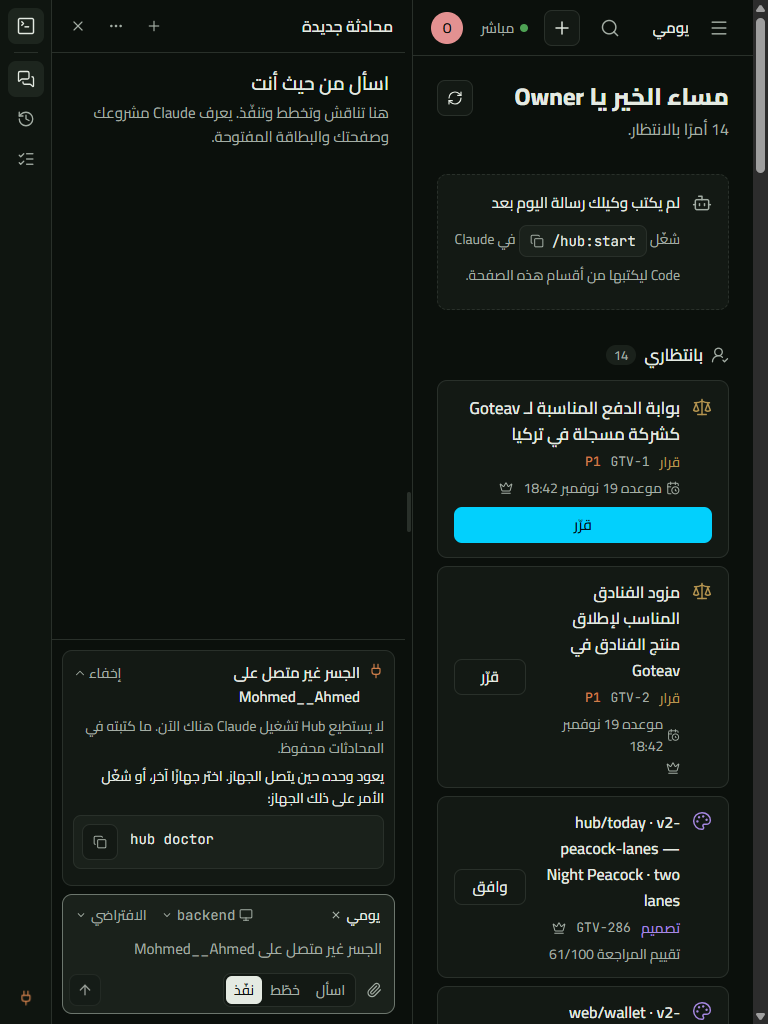 يومي
مباشر
O
مساء الخير يا Owner
14 أمرًا بالانتظار.
لم يكتب وكيلك رسالة اليوم بعد
شغّل /hub:start في Claude
Code ليكتبها من أقسام هذه الصفحة.
بانتظاري 14
بوابة الدفع المناسبة لـ Goteav
كشركة مسجلة في تركيا
قرار GTV-1 P1
موعده 19 نوفمبر 18:42
قرّر
مزود الفنادق
المناسب لإطلاق
منتج الفنادق في
Goteav
قرار GTV-2 P1
موعده 19 نوفمبر
18:42
قرّر
hub/today · v2-
peacock-lanes —
Night Peacock · two
lanes
تصميم GTV-286
تقييم المراجعة 61/100
وافق
web/wallet · v2-
محادثة جديدة
اسأل من حيث أنت
هنا تناقش وتخطط وتنفّذ. يعرف Claude مشروعك
وصفحتك والبطاقة المفتوحة.
الجسر غير متصل على
Mohmed__Ahmed
إخفاء
لا يستطيع Hub تشغيل Claude هناك الآن. ما كتبته في
المحادثات محفوظ.
يعود وحده حين يتصل الجهاز. اختر جهازًا آخر، أو شغّل
الأمر على ذلك الجهاز:
hub doctor
يومي
backend
الافتراضي
الجسر غير متصل على Mohmed__Ahmed
اسأل
خطّط
نفّذ